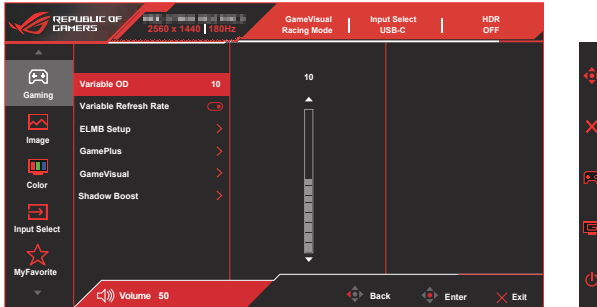 REPUBLIC OF
GAMERS
2560 x 1440 180Hz
GameVisual
Racing Mode
Input Select
USB-C
HDR
OFF
Gaming
Image
Color
Input Select
MyFavorite
Variable OD 10
Variable Refresh Rate
ELMB Setup
GamePlus
GameVisual
Shadow Boost
10
Volume 50
Back
Enter
Exit